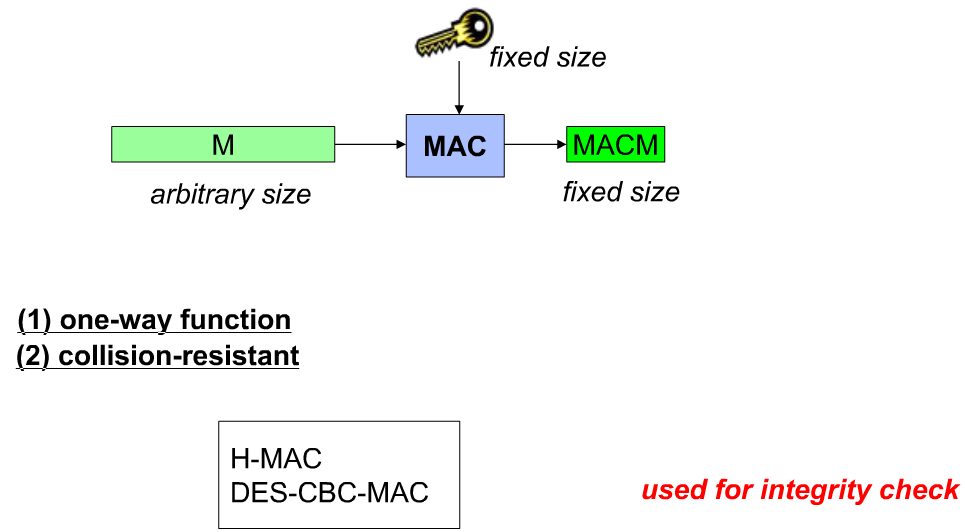 fixed size
M
MAC
MACM
arbitrary size
fixed size
(1) one-way function
(2) collision-resistant
H-MAC
DES-CBC-MAC
used for integrity check